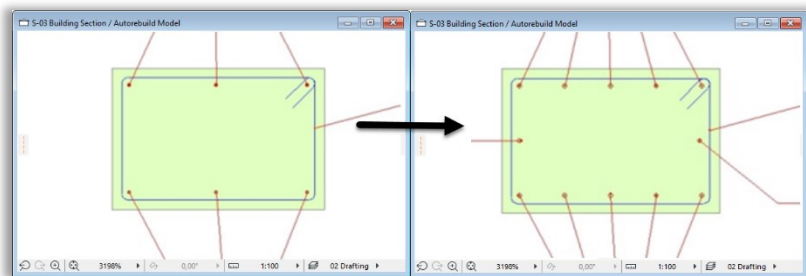 S-03 Building Section / Autorebuild Model
S-03 Building Section / Autorebuild Model
3198% 0,00° 1:100 02 Drafting
3198% 0,00° 1:100 02 Drafting